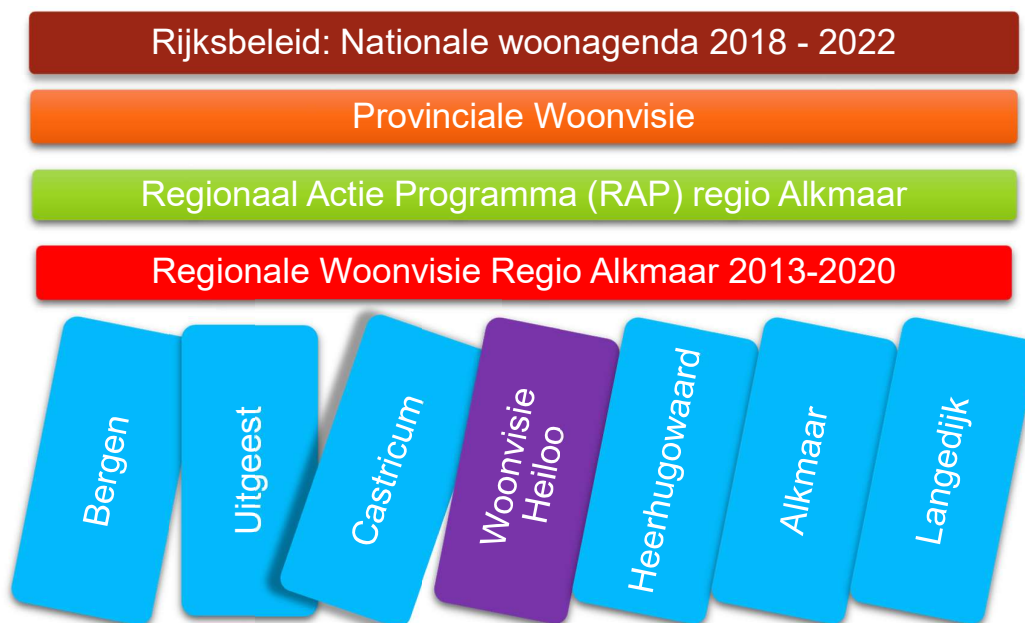 Rijksbeleid: Nationale woonagenda 2018 - 2022
Provinciale Woonvisie
Regionaal Actie Programma (RAP) regio Alkmaar
Regionale Woonvisie Regio Alkmaar 2013-2020
Bergen
Uitgeest
Castricum
Woonvisie
Heiloo
Heerhugowaard
Alkmaar
Langedijk